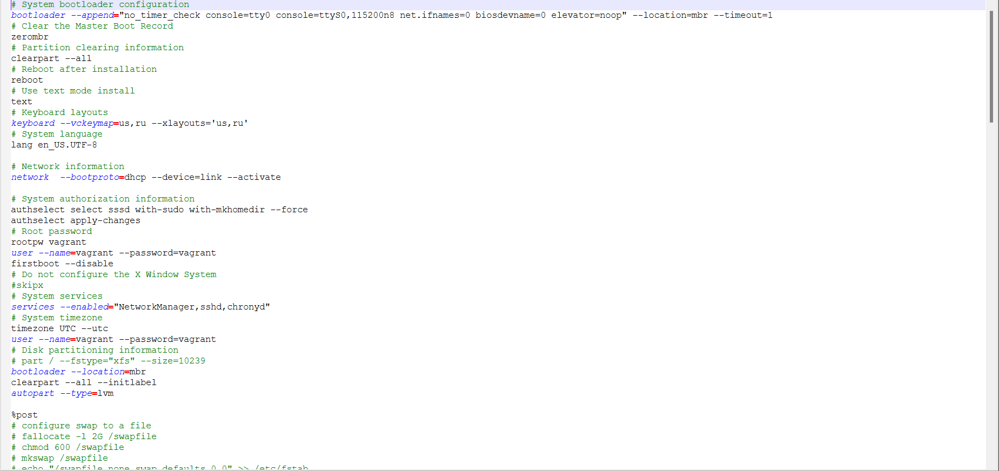 # System bootloader configuration
bootloader --append="no_timer_check console=tty0 console=ttyS0,115200n8 net.ifnames=0 biosdevname=0 elevator=noop" --location=mbr --timeout=1
# Clear the Master Boot Record
zerombr
# Partition clearing information
clearpart --all
# Reboot after installation
reboot
# Use text mode install
text
# Keyboard layouts
keyboard --vckeymap=us,ru --xlayouts='us,ru'
# System language
lang en_US.UTF-8
# Network information
network  --bootproto=dhcp --device=link --activate
# System authorization information
authselect select sssd with-sudo with-mkhomedir --force
authselect apply-changes
# Root password
rootpw vagrant
user --name=vagrant --password=vagrant
firstboot --disable
# Do not configure the X Window System
#skipx
# System services
services --enabled="NetworkManager,sshd,chronyd"
# System timezone
timezone UTC --utc
user --name=vagrant --password=vagrant
# Disk partitioning information
# part / --fstype="xfs" --size=10239
bootloader --location=mbr
clearpart --all --initlabel
autopart --type=lvm
%post
# configure swap to a file
# fallocate -l 2G /swapfile
# chmod 600 /swapfile
# mkswap /swapfile
# echo "/swapfile none swap defaults 0 0" >> /etc/fstab